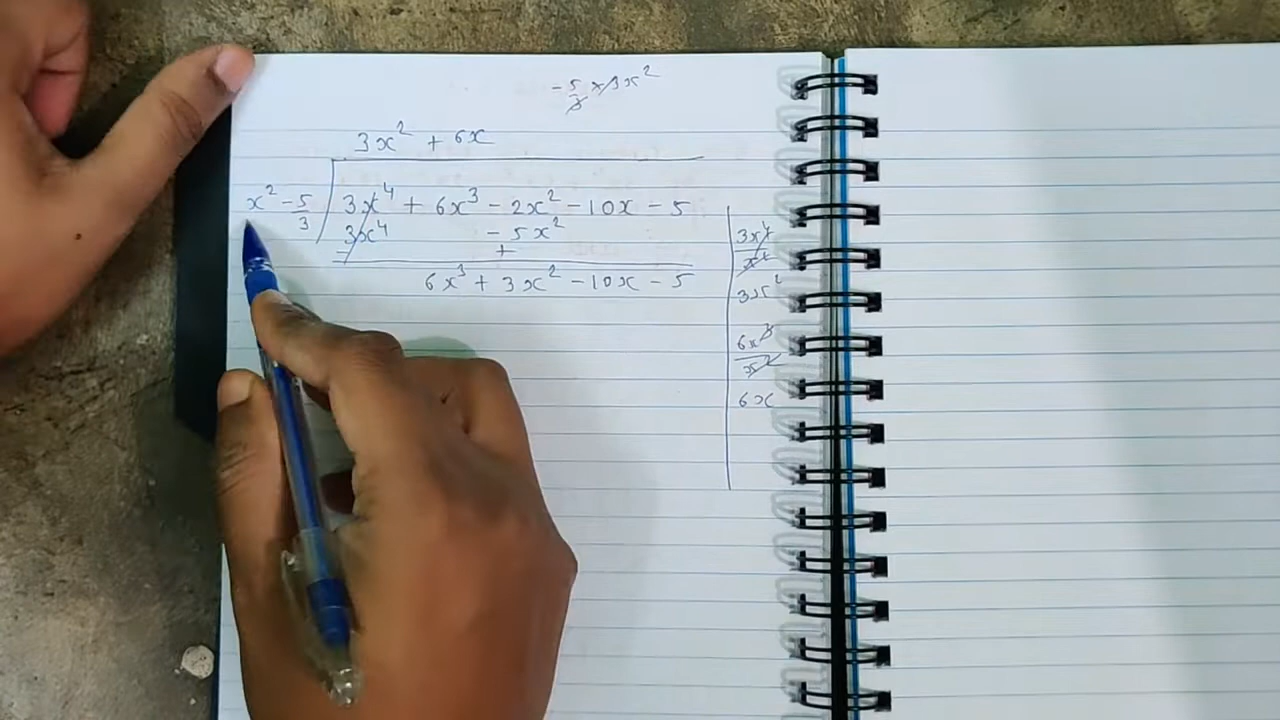 - 5/3 x 3x²
3x² + 6x
x² - 5/3 3x⁴ + 6x³ - 2x² - 10x - 5
3x⁴ - 5x²
- +
6x³ + 3x² - 10x - 5
3x⁴/x²
3x²
6x³/x²
6x